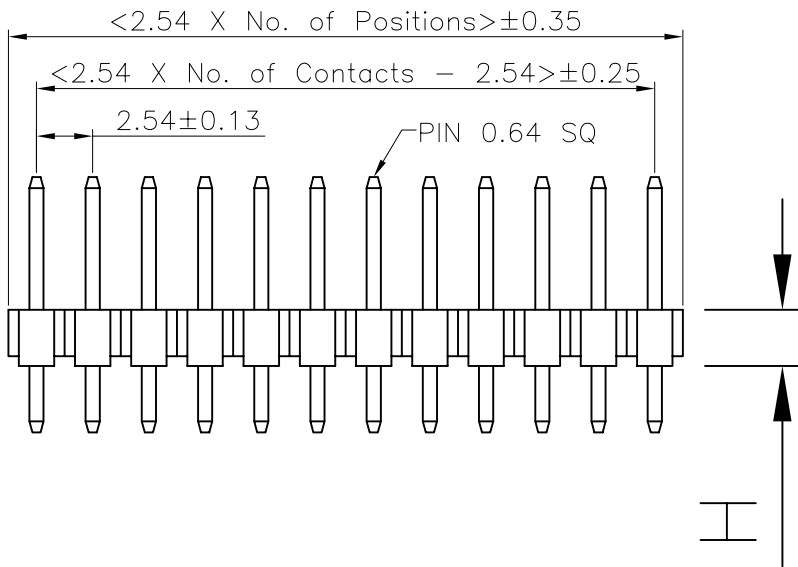 <2.54 X No. of Positions>±0.35
<2.54 X No. of Contacts - 2.54>±0.25
2.54±0.13
PIN 0.64 SQ
H